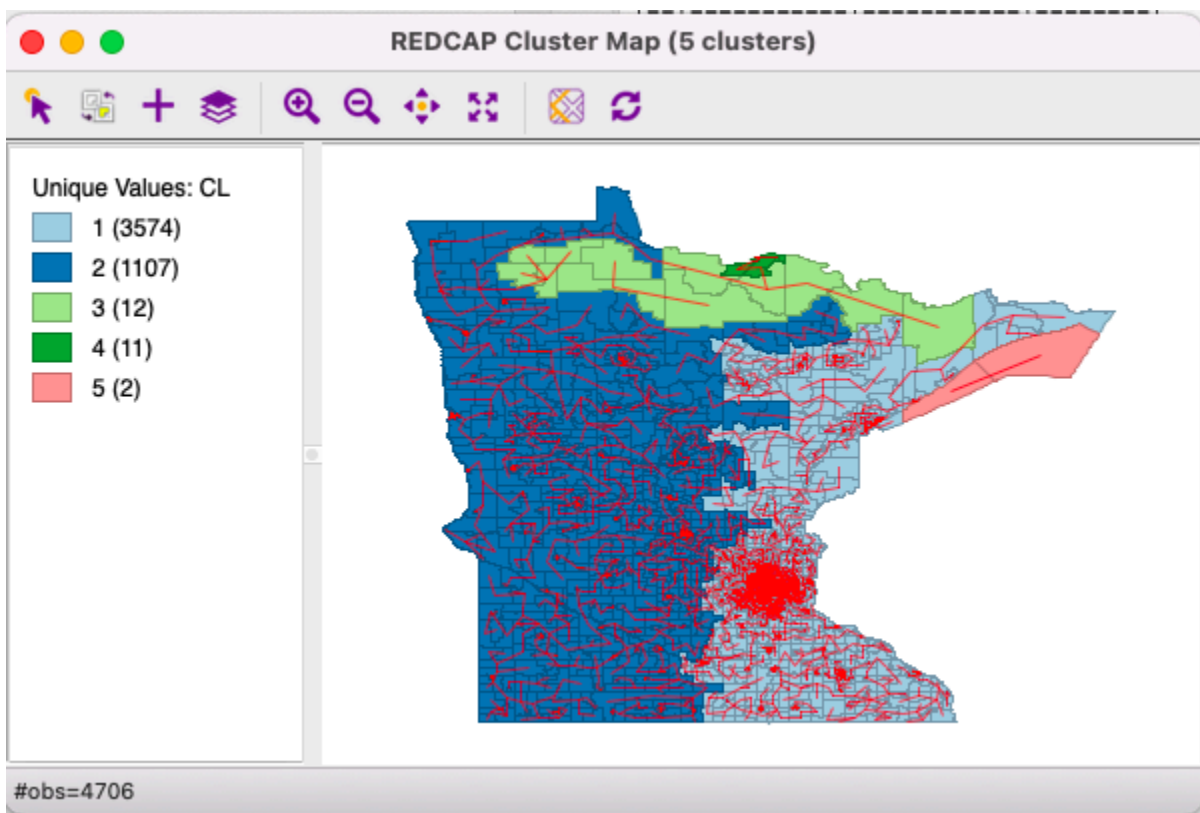 REDCAP Cluster Map (5 clusters)
Unique Values: CL
1 (3574)
2 (1107)
3 (12)
4 (11)
5 (2)
#obs=4706